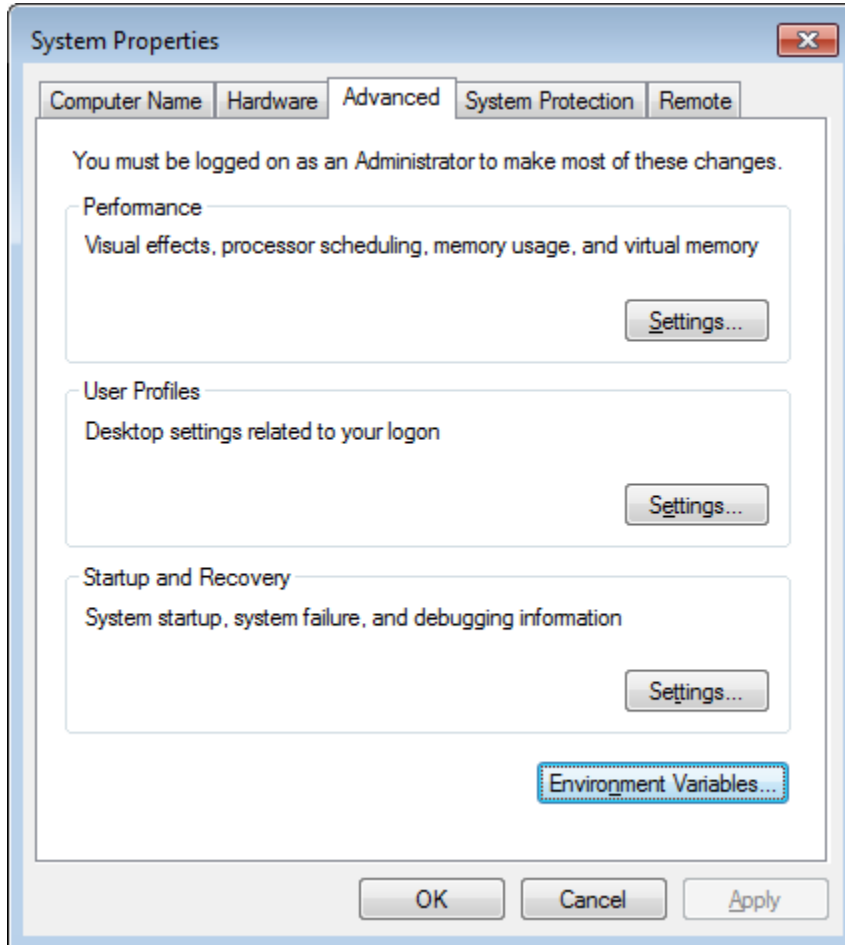 System Properties
Computer Name Hardware Advanced System Protection Remote
You must be logged on as an Administrator to make most of these changes.
Performance
Visual effects, processor scheduling, memory usage, and virtual memory
Settings...
User Profiles
Desktop settings related to your logon
Settings...
Startup and Recovery
System startup, system failure, and debugging information
Settings...
Environment Variables...
OK Cancel Apply